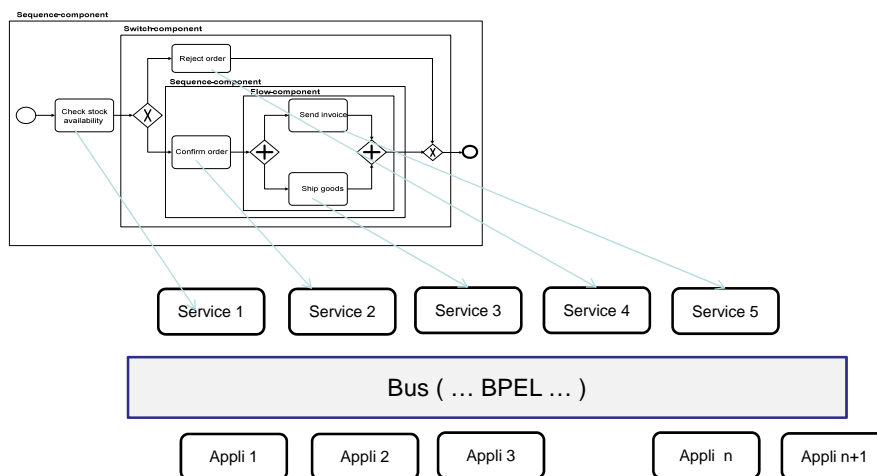 Sequence-component
Switch-component
Reject order
Sequence-component
Flow-component
Check stock
availability
X
Send invoice
Confirm order
X
Ship goods
Service 1
Service 2
Service 3
Service 4
Service 5
Bus ( … BPEL … )
Appli 1
Appli 2
Appli 3
Appli n
Appli n+1